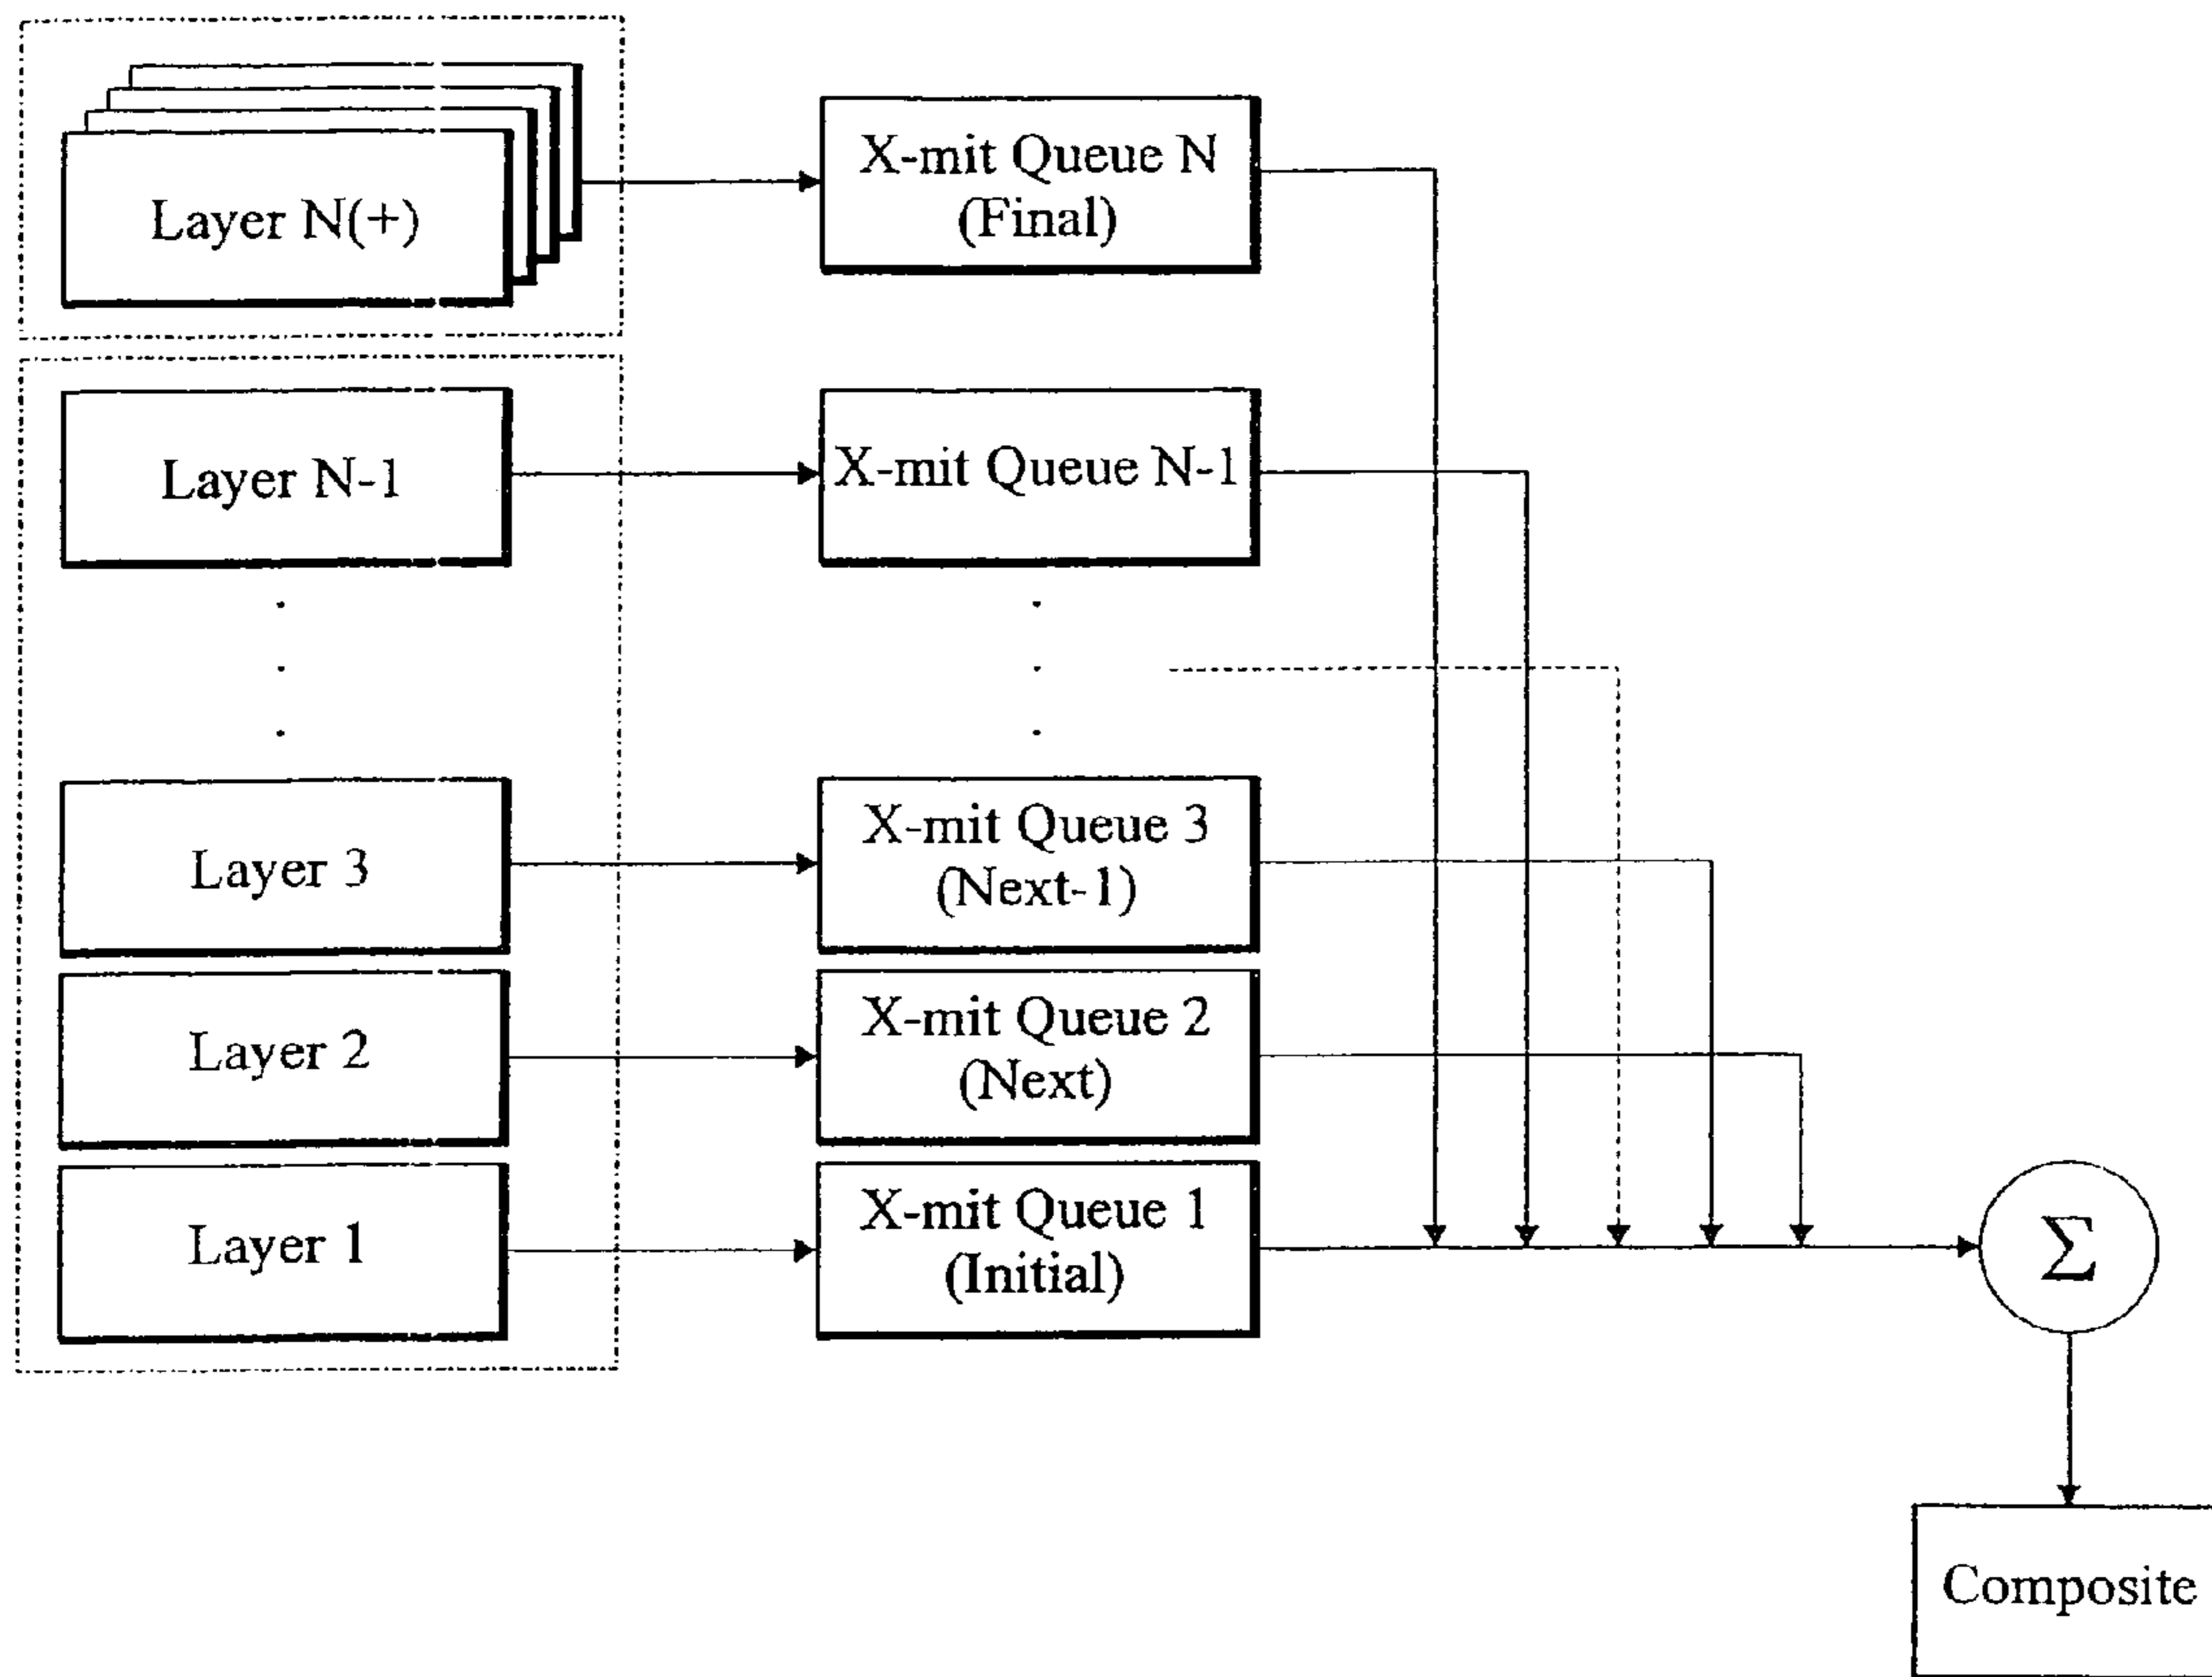 Layer N(+)
X-mit Queue N
(Final)
Layer N-1
X-mit Queue N-1
Layer 3
X-mit Queue 3
(Next-1)
Layer 2
X-mit Queue 2
(Next)
Layer 1
X-mit Queue 1
(Initial)
Σ
Composite